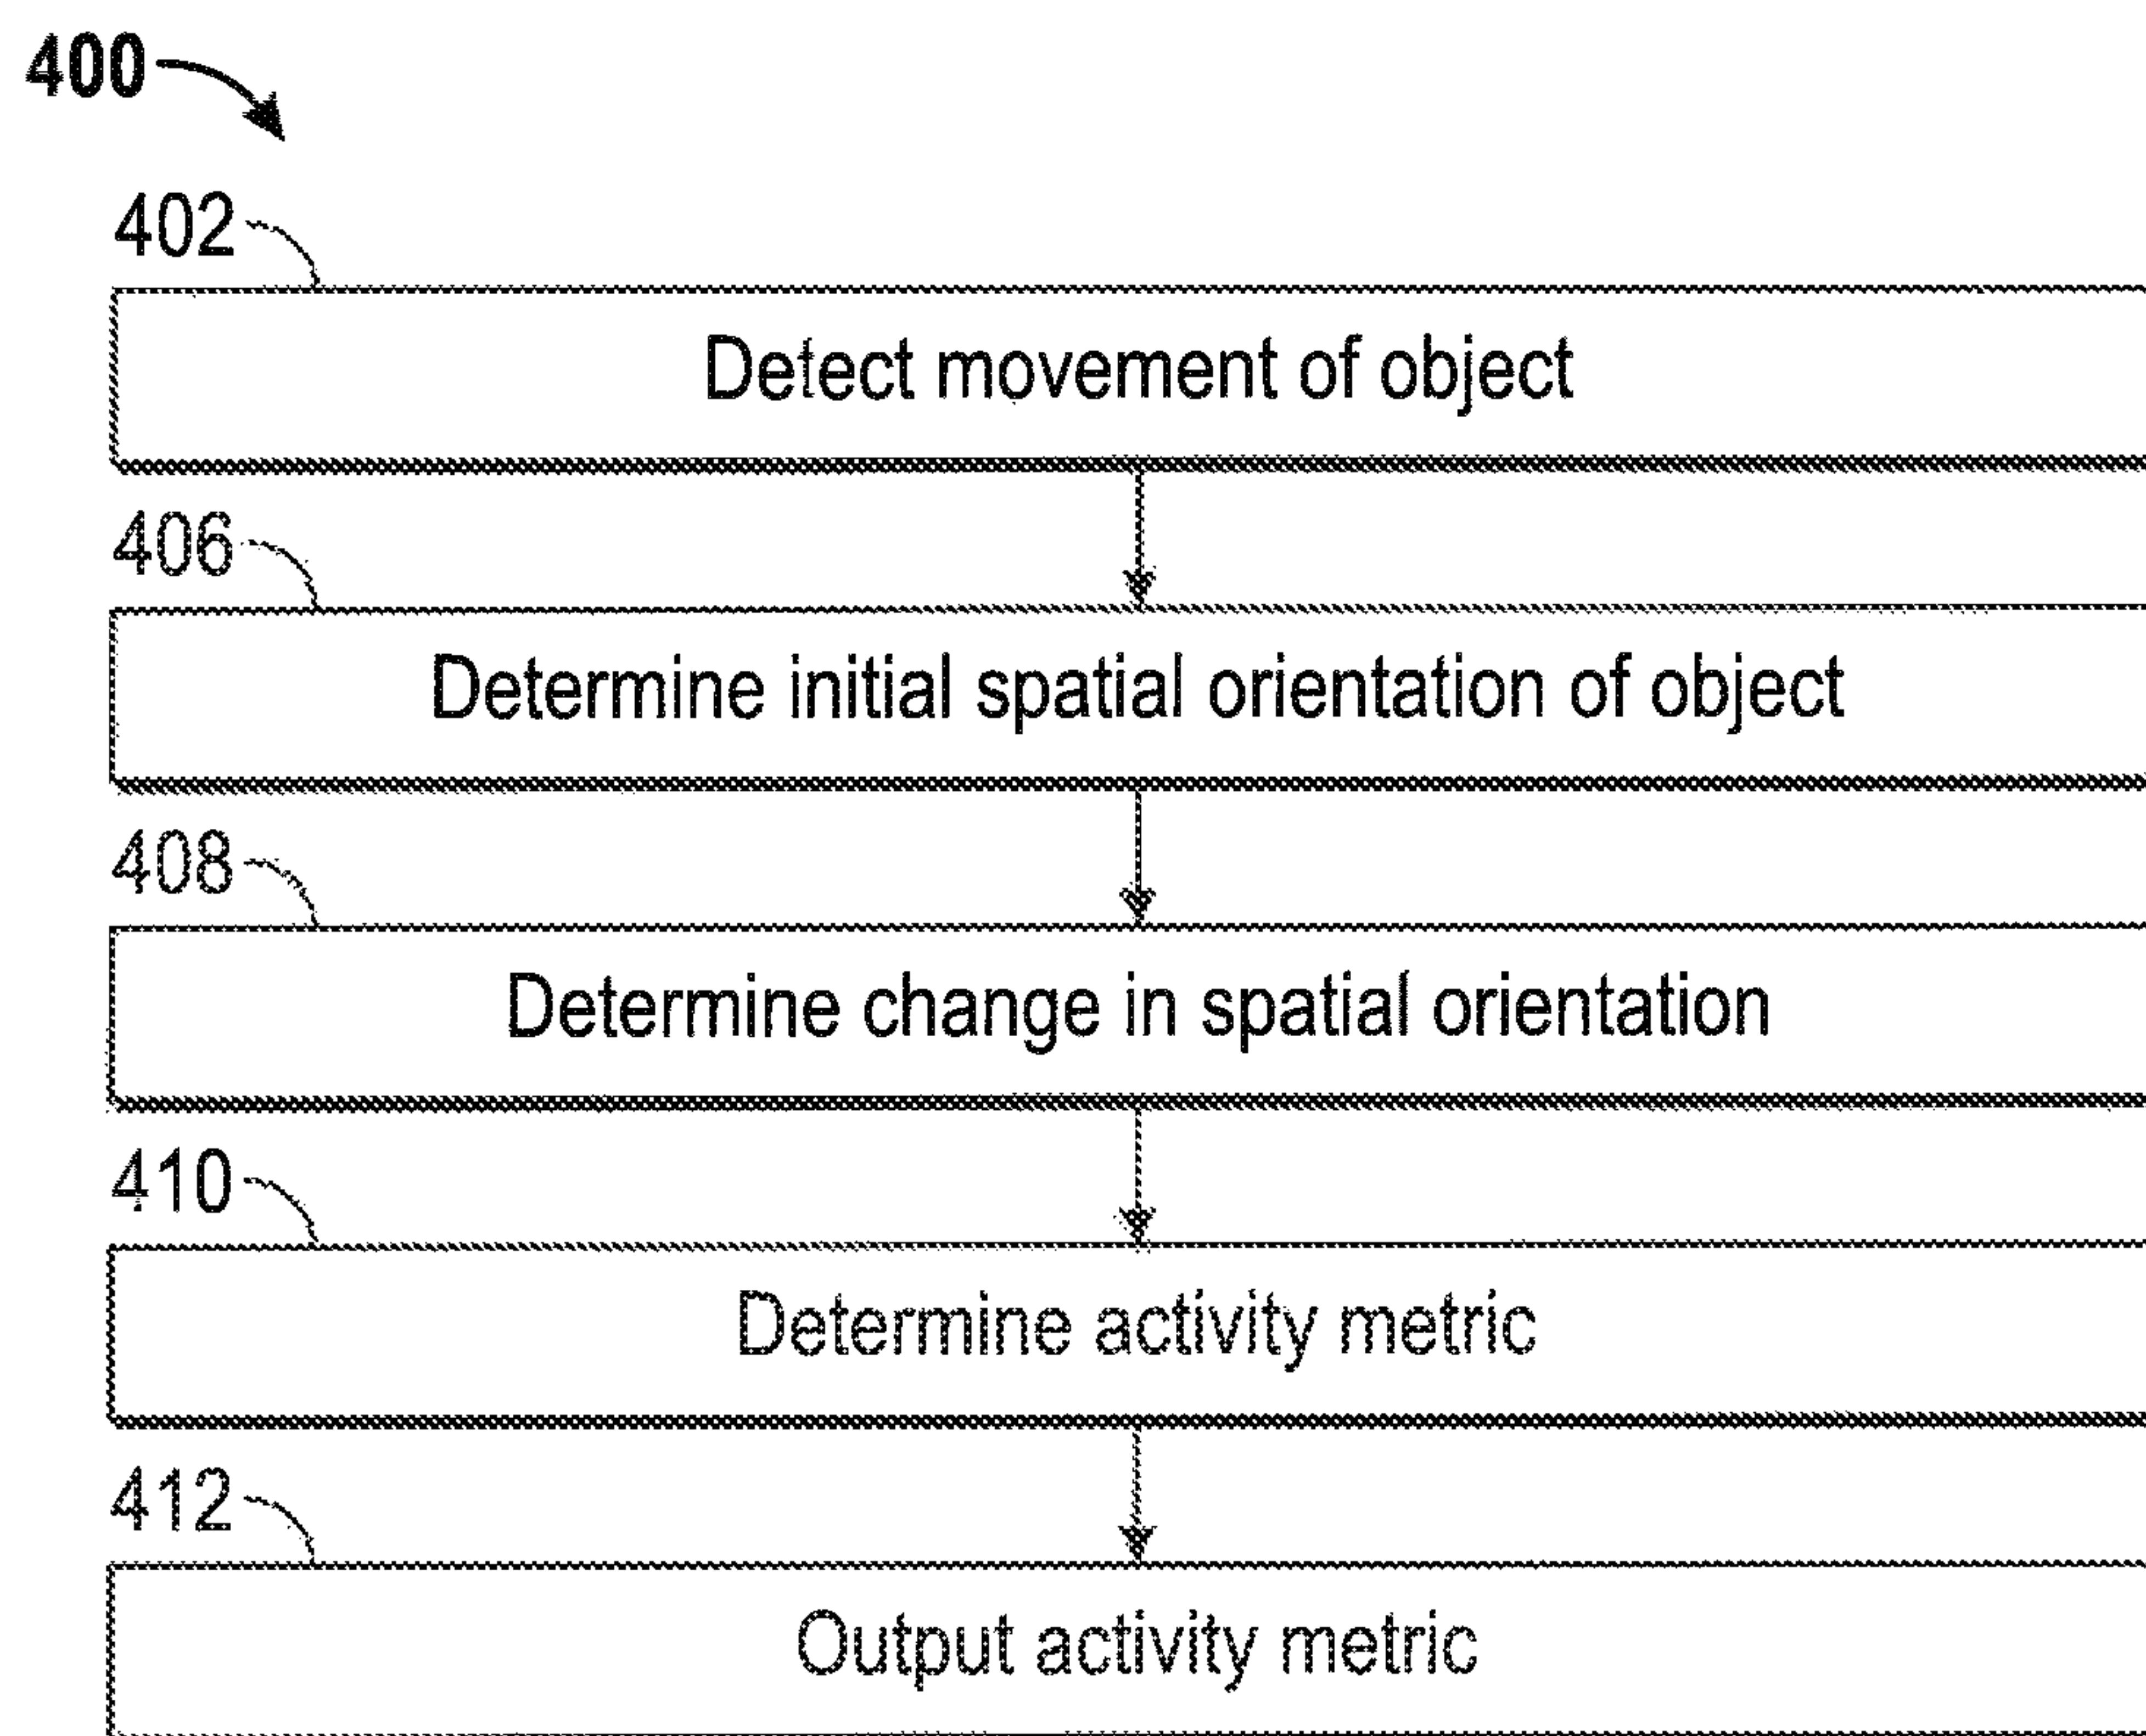 400
402
Detect movement of object
406
Determine initial spatial orientation of object
408
Determine change in spatial orientation
410
Determine activity metric
412
Output activity metric